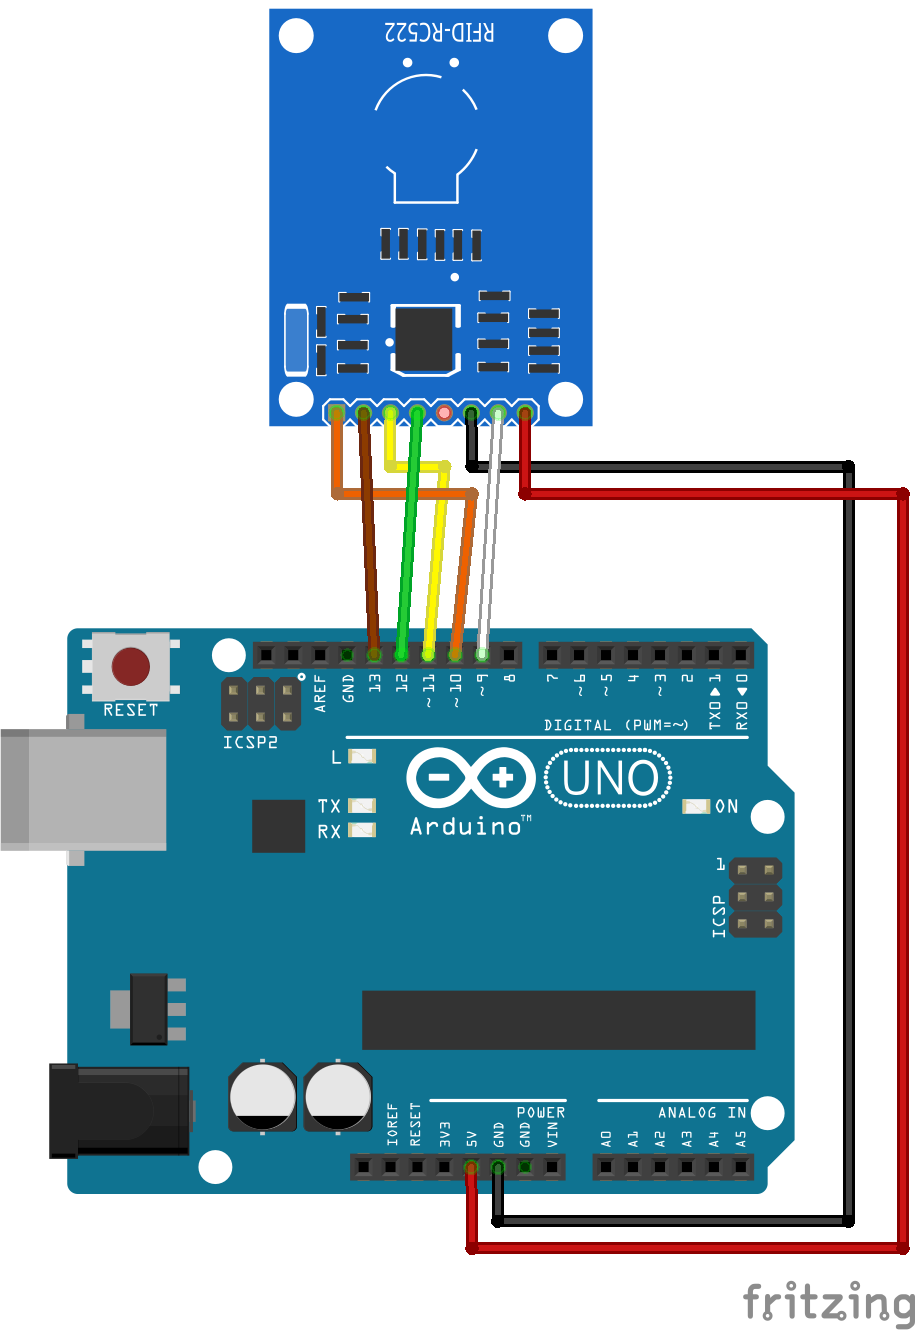 RFID-RC522
RESET
ICSP2
AREF
GND
13
12
~11
~10
~9
8
7
~6
~5
4
~3
2
TX0▶1
RX0◀0
DIGITAL (PWM=~)
L
TX
RX
Arduino™
UNO
ON
1
ICSP
IOREF
RESET
3V3
5V
GND
GND
VIN
POWER
ANALOG IN
A0
A1
A2
A3
A4
A5
fritzing